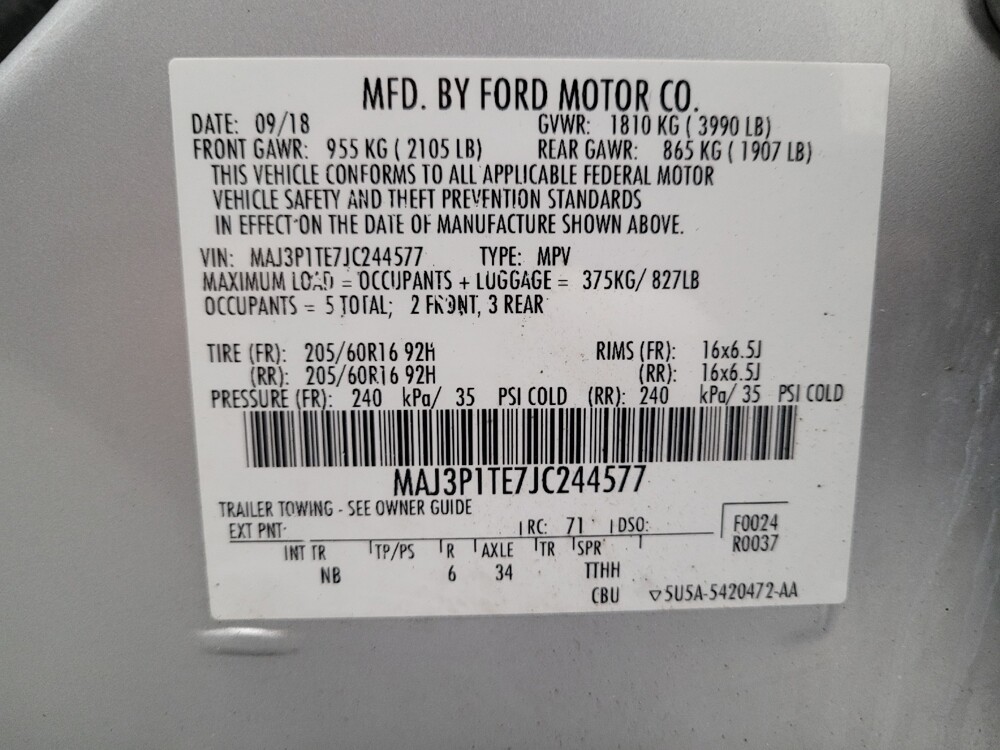 MFD. BY FORD MOTOR CO.
DATE: 09/18 GVWR: 1810 KG ( 3990 LB)
FRONT GAWR: 955 KG ( 2105 LB) REAR GAWR: 865 KG ( 1907 LB)
THIS VEHICLE CONFORMS TO ALL APPLICABLE FEDERAL MOTOR
VEHICLE SAFETY AND THEFT PREVENTION STANDARDS
IN EFFECT ON THE DATE OF MANUFACTURE SHOWN ABOVE.
VIN: MAJ3P1TE7JC244577 TYPE: MPV
MAXIMUM LOAD = OCCUPANTS + LUGGAGE = 375KG/ 827LB
OCCUPANTS = 5 TOTAL; 2 FRONT, 3 REAR
TIRE (FR): 205/60R16 92H RIMS (FR): 16x6.5J
(RR): 205/60R16 92H (RR): 16x6.5J
PRESSURE (FR): 240 kPa/ 35 PSI COLD (RR): 240 kPa/ 35 PSI COLD
MAJ3P1TE7JC244577
TRAILER TOWING - SEE OWNER GUIDE
EXT PNT: RC: 71 DSO: F0024
R0037
INT TR TP/PS R AXLE TR SPR
NB 6 34 TTHH
CBU ▽5U5A-5420472-AA